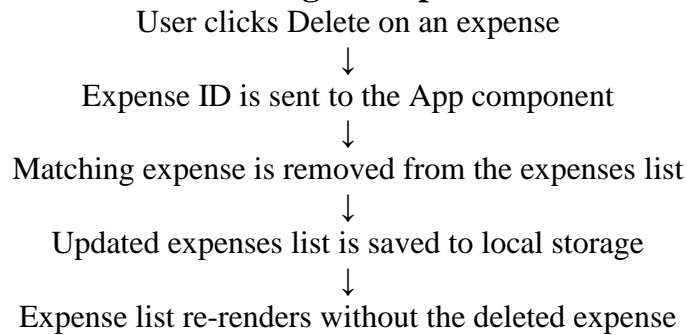 User clicks Delete on an expense
↓
Expense ID is sent to the App component
↓
Matching expense is removed from the expenses list
↓
Updated expenses list is saved to local storage
↓
Expense list re-renders without the deleted expense